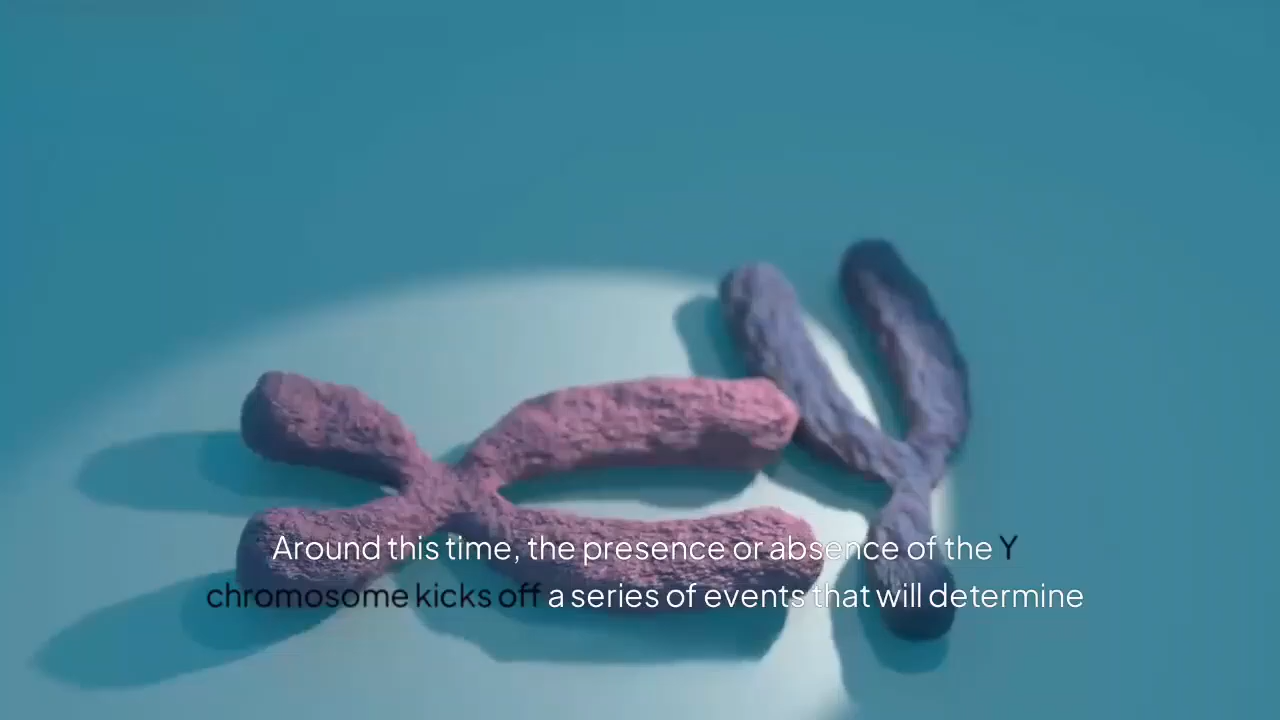 Around this time, the presence or absence of the Y
chromosome kicks off a series of events that will determine